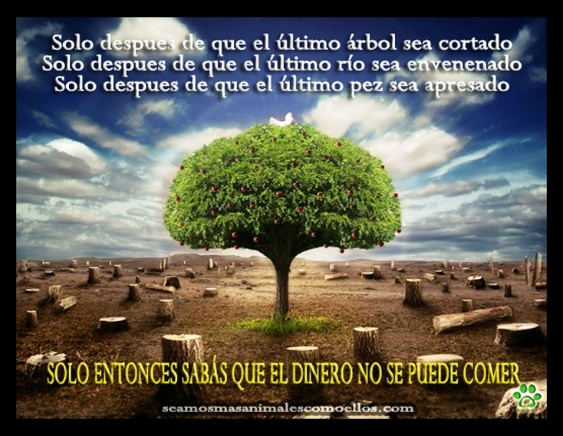 Solo despues de que el último árbol sea cortado
Solo despues de que el último río sea envenenado
Solo despues de que el último pez sea apresado
SOLO ENTONCES SABÁS QUE EL DINERO NO SE PUEDE COMER
seamosmasanimalescomoellos.com